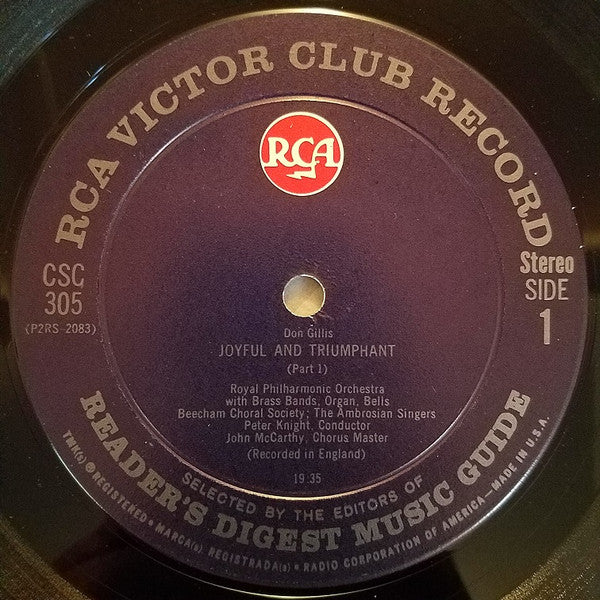 RCA VICTOR CLUB RECORD
RCA
CSC
305
(P2RS-2083)
Stereo
SIDE
1
Don Gillis
JOYFUL AND TRIUMPHANT
(Part 1)
Royal Philharmonic Orchestra
with Brass Bands, Organ, Bells
Beecham Choral Society; The Ambrosian Singers
Peter Knight, Conductor
John McCarthy, Chorus Master
(Recorded in England)
19:35
SELECTED BY THE EDITORS OF
READER'S DIGEST MUSIC GUIDE
TMK(s) ® REGISTERED • MARCA(s) REGISTRADA(s) • RADIO CORPORATION OF AMERICA—MADE IN U.S.A.